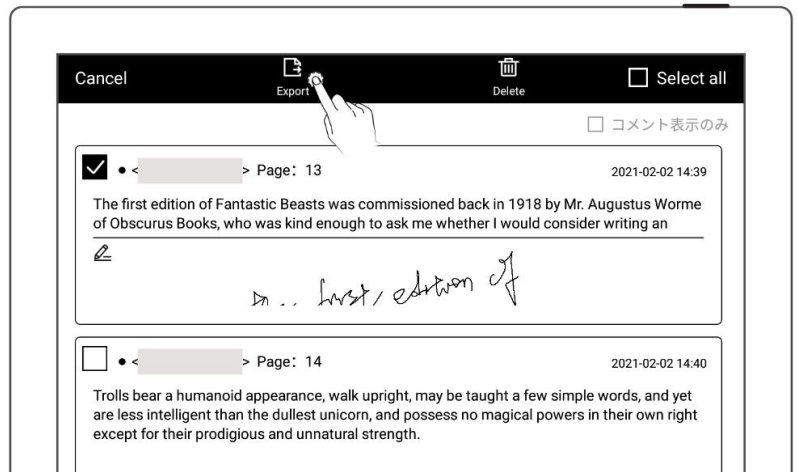 Cancel
Export
Delete
Select all
コメント表示のみ
• < > Page: 13
2021-02-02 14:39
The first edition of Fantastic Beasts was commissioned back in 1918 by Mr. Augustus Worme
of Obscurus Books, who was kind enough to ask me whether I would consider writing an
first, edition of
• < > Page: 14
2021-02-02 14:40
Trolls bear a humanoid appearance, walk upright, may be taught a few simple words, and yet
are less intelligent than the dullest unicorn, and possess no magical powers in their own right
except for their prodigious and unnatural strength.